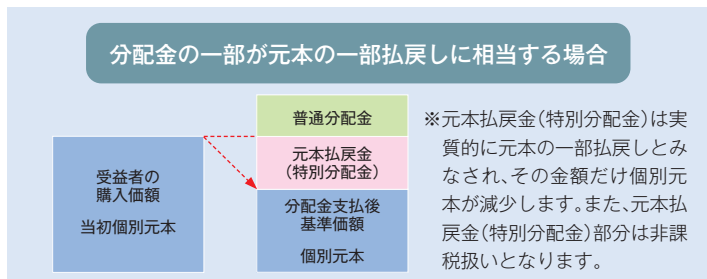 分配金の一部が元本の一部払戻しに相当する場合
受益者の
購入価額
当初個別元本
普通分配金
元本払戻金
(特別分配金)
分配金支払後
基準価額
個別元本
※元本払戻金(特別分配金)は実
質的に元本の一部払戻しとみ
なされ、その金額だけ個別元
本が減少します。また、元本払
戻金(特別分配金)部分は非課
税扱いとなります。